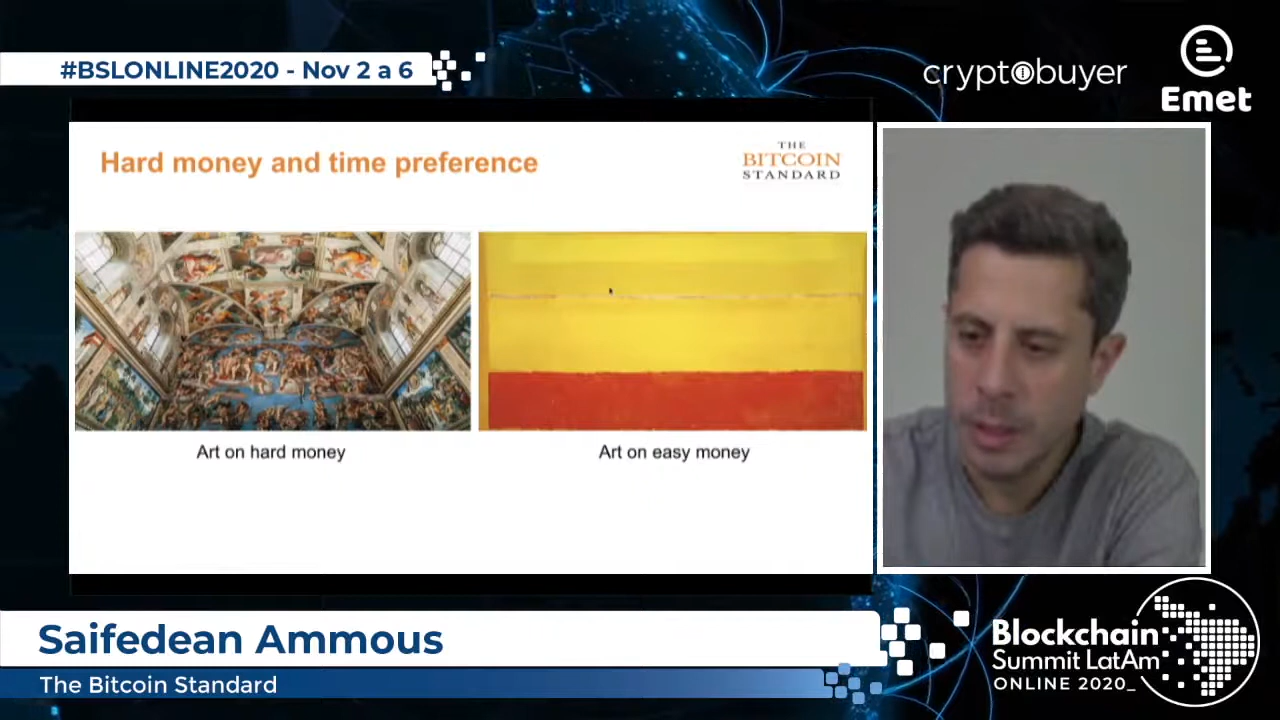 #BSLONLINE2020 - Nov 2 a 6
cryptobuyer
Emet
Hard money and time preference
THE
BITCOIN
STANDARD
Art on hard money
Art on easy money
Saifedean Ammous
The Bitcoin Standard
Blockchain
Summit LatAm
ONLINE 2020_